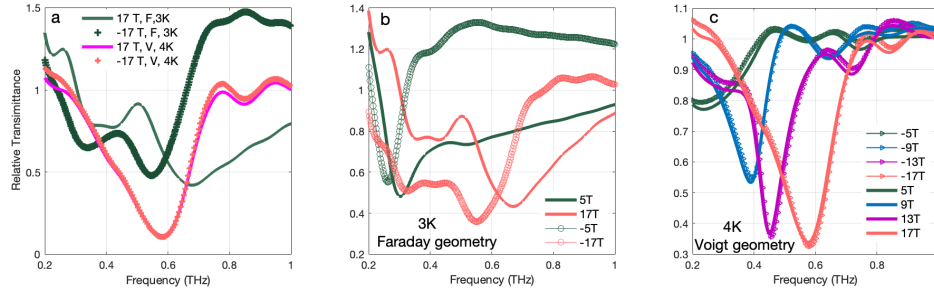 a
17 T, F,3K
-17 T, F, 3K
17 T, V, 4K
-17 T, V, 4K
Relative Transmittance
1.5
1
0.5
0
0.2
0.4
0.6
0.8
1
Frequency (THz)
b
1.4
1.2
1
0.8
0.6
0.4
0.2
3K
Faraday geometry
5T
17T
-5T
-17T
0.2
0.4
0.6
0.8
1
Frequency (THz)
c
1.1
1
0.9
0.8
0.7
0.6
0.5
0.4
0.3
4K
Voigt geometry
-5T
-9T
-13T
-17T
5T
9T
13T
17T
0.2
0.4
0.6
0.8
Frequency (THz)